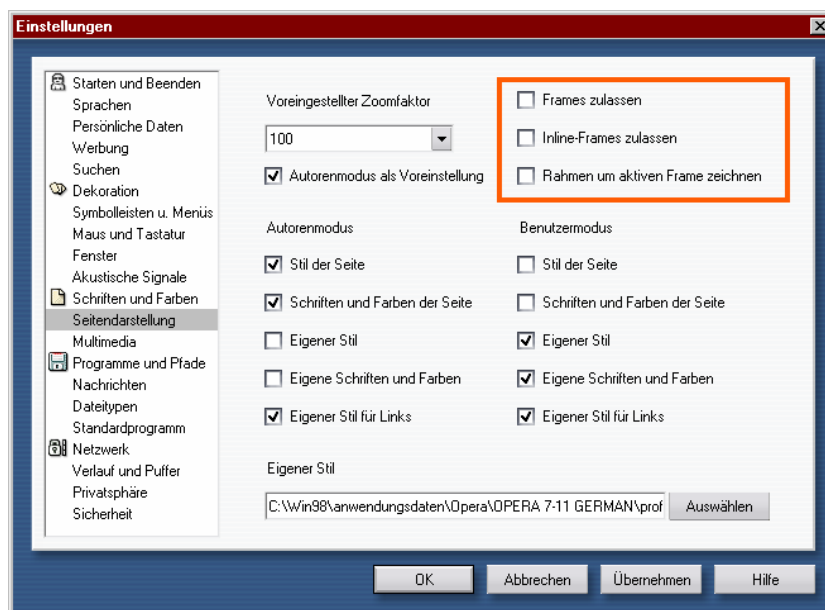 Einstellungen
Starten und Beenden
Sprachen
Persönliche Daten
Werbung
Suchen
Dekoration
Symbolleisten u. Menüs
Maus und Tastatur
Fenster
Akustische Signale
Schriften und Farben
Seitendarstellung
Multimedia
Programme und Pfade
Nachrichten
Dateitypen
Standardprogramm
Netzwerk
Verlauf und Puffer
Privatsphäre
Sicherheit
Voreingestellter Zoomfaktor
100
Autorenmodus als Voreinstellung
Frames zulassen
Inline-Frames zulassen
Rahmen um aktiven Frame zeichnen
Autorenmodus
Stil der Seite
Schriften und Farben der Seite
Eigener Stil
Eigene Schriften und Farben
Eigener Stil für Links
Benutzermodus
Stil der Seite
Schriften und Farben der Seite
Eigener Stil
Eigene Schriften und Farben
Eigener Stil für Links
Eigener Stil
C:\Win98\anwendungsdaten\Opera\OPERA 7-11 GERMAN\prof
Auswählen
OK
Abbrechen
Übernehmen
Hilfe